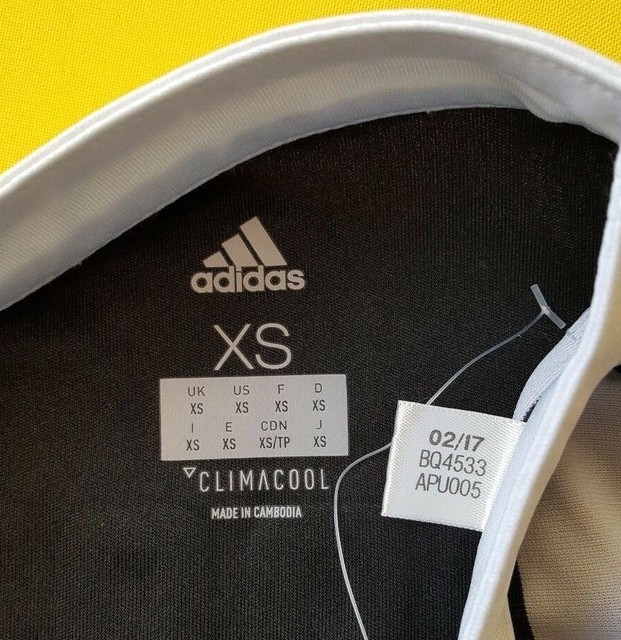 adidas
XS
UK US F D
XS XS XS XS
I E CDN J
XS XS XS/TP XS
CLIMACOOL
MADE IN CAMBODIA
02/17
BQ4533
APU005